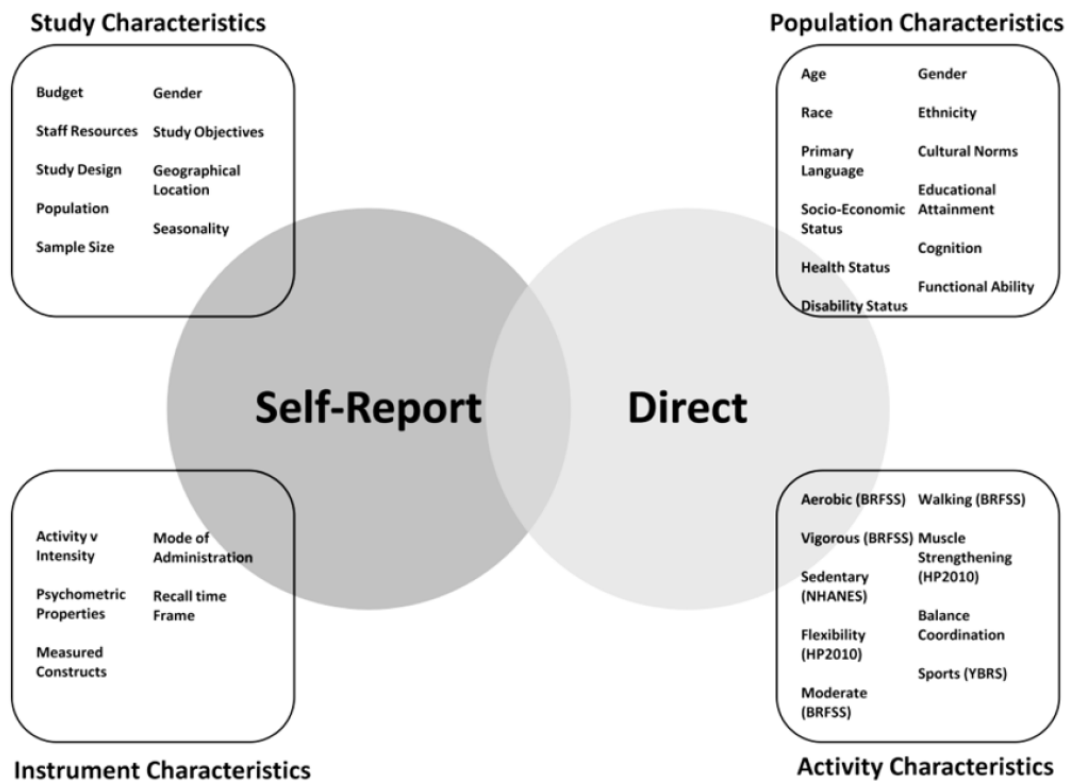 Study Characteristics
Budget
Gender
Staff Resources
Study Objectives
Study Design
Geographical
Location
Population
Seasonality
Sample Size
Population Characteristics
Age
Gender
Race
Ethnicity
Primary
Language
Cultural Norms
Educational
Attainment
Socio-Economic
Status
Cognition
Health Status
Functional Ability
Disability Status
Self-Report
Direct
Activity v
Intensity
Mode of
Administration
Psychometric
Properties
Recall time
Frame
Measured
Constructs
Instrument Characteristics
Aerobic (BRFSS)
Walking (BRFSS)
Vigorous (BRFSS)
Muscle
Strengthening
(HP2010)
Sedentary
(NHANES)
Balance
Coordination
Flexibility
(HP2010)
Sports (YBRS)
Moderate
(BRFSS)
Activity Characteristics